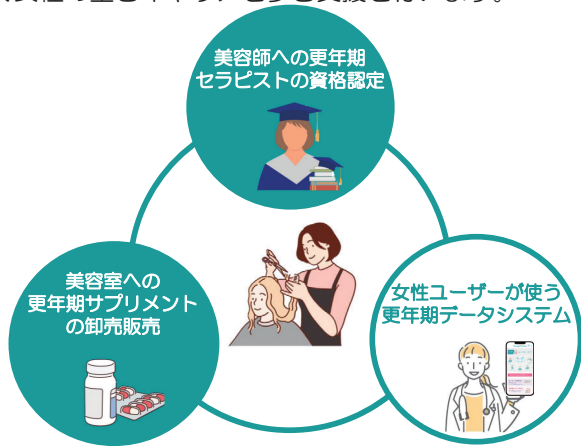 美容師への更年期
セラピストの資格認定
美容室への
更年期サプリメント
の卸売販売
女性ユーザーが使う
更年期データシステム